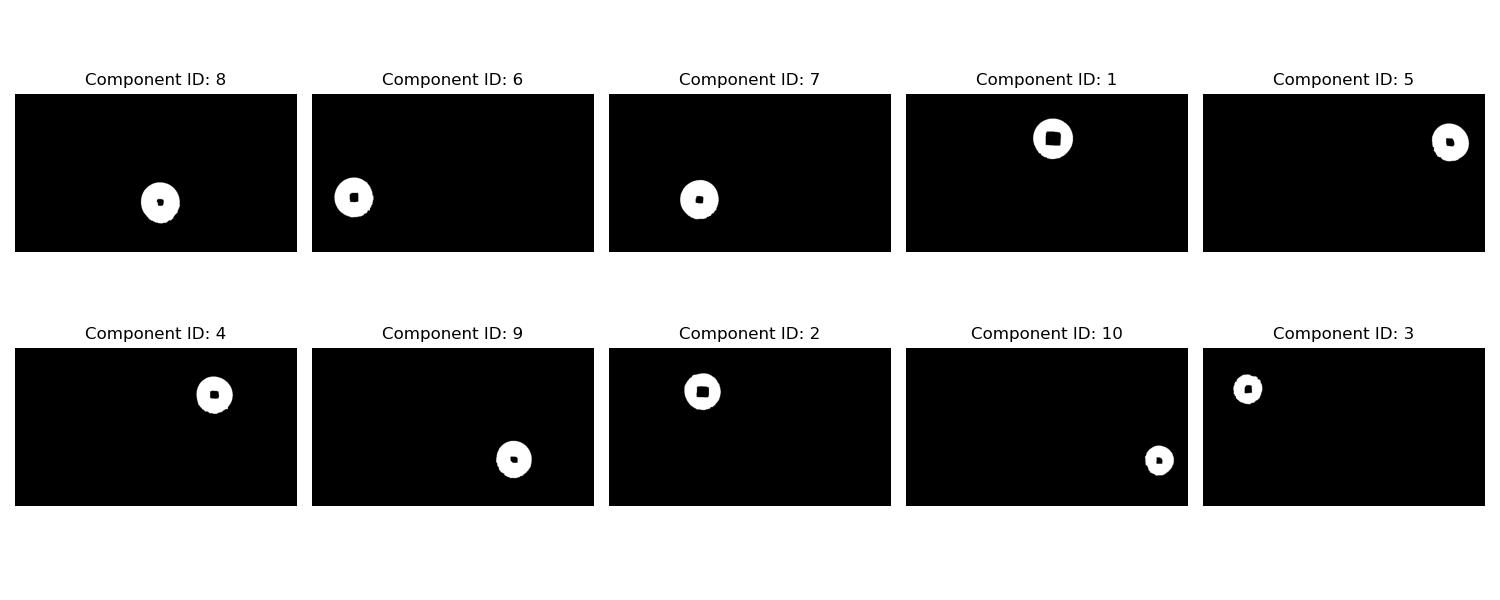 Component ID: 8
Component ID: 6
Component ID: 7
Component ID: 1
Component ID: 5
Component ID: 4
Component ID: 9
Component ID: 2
Component ID: 10
Component ID: 3